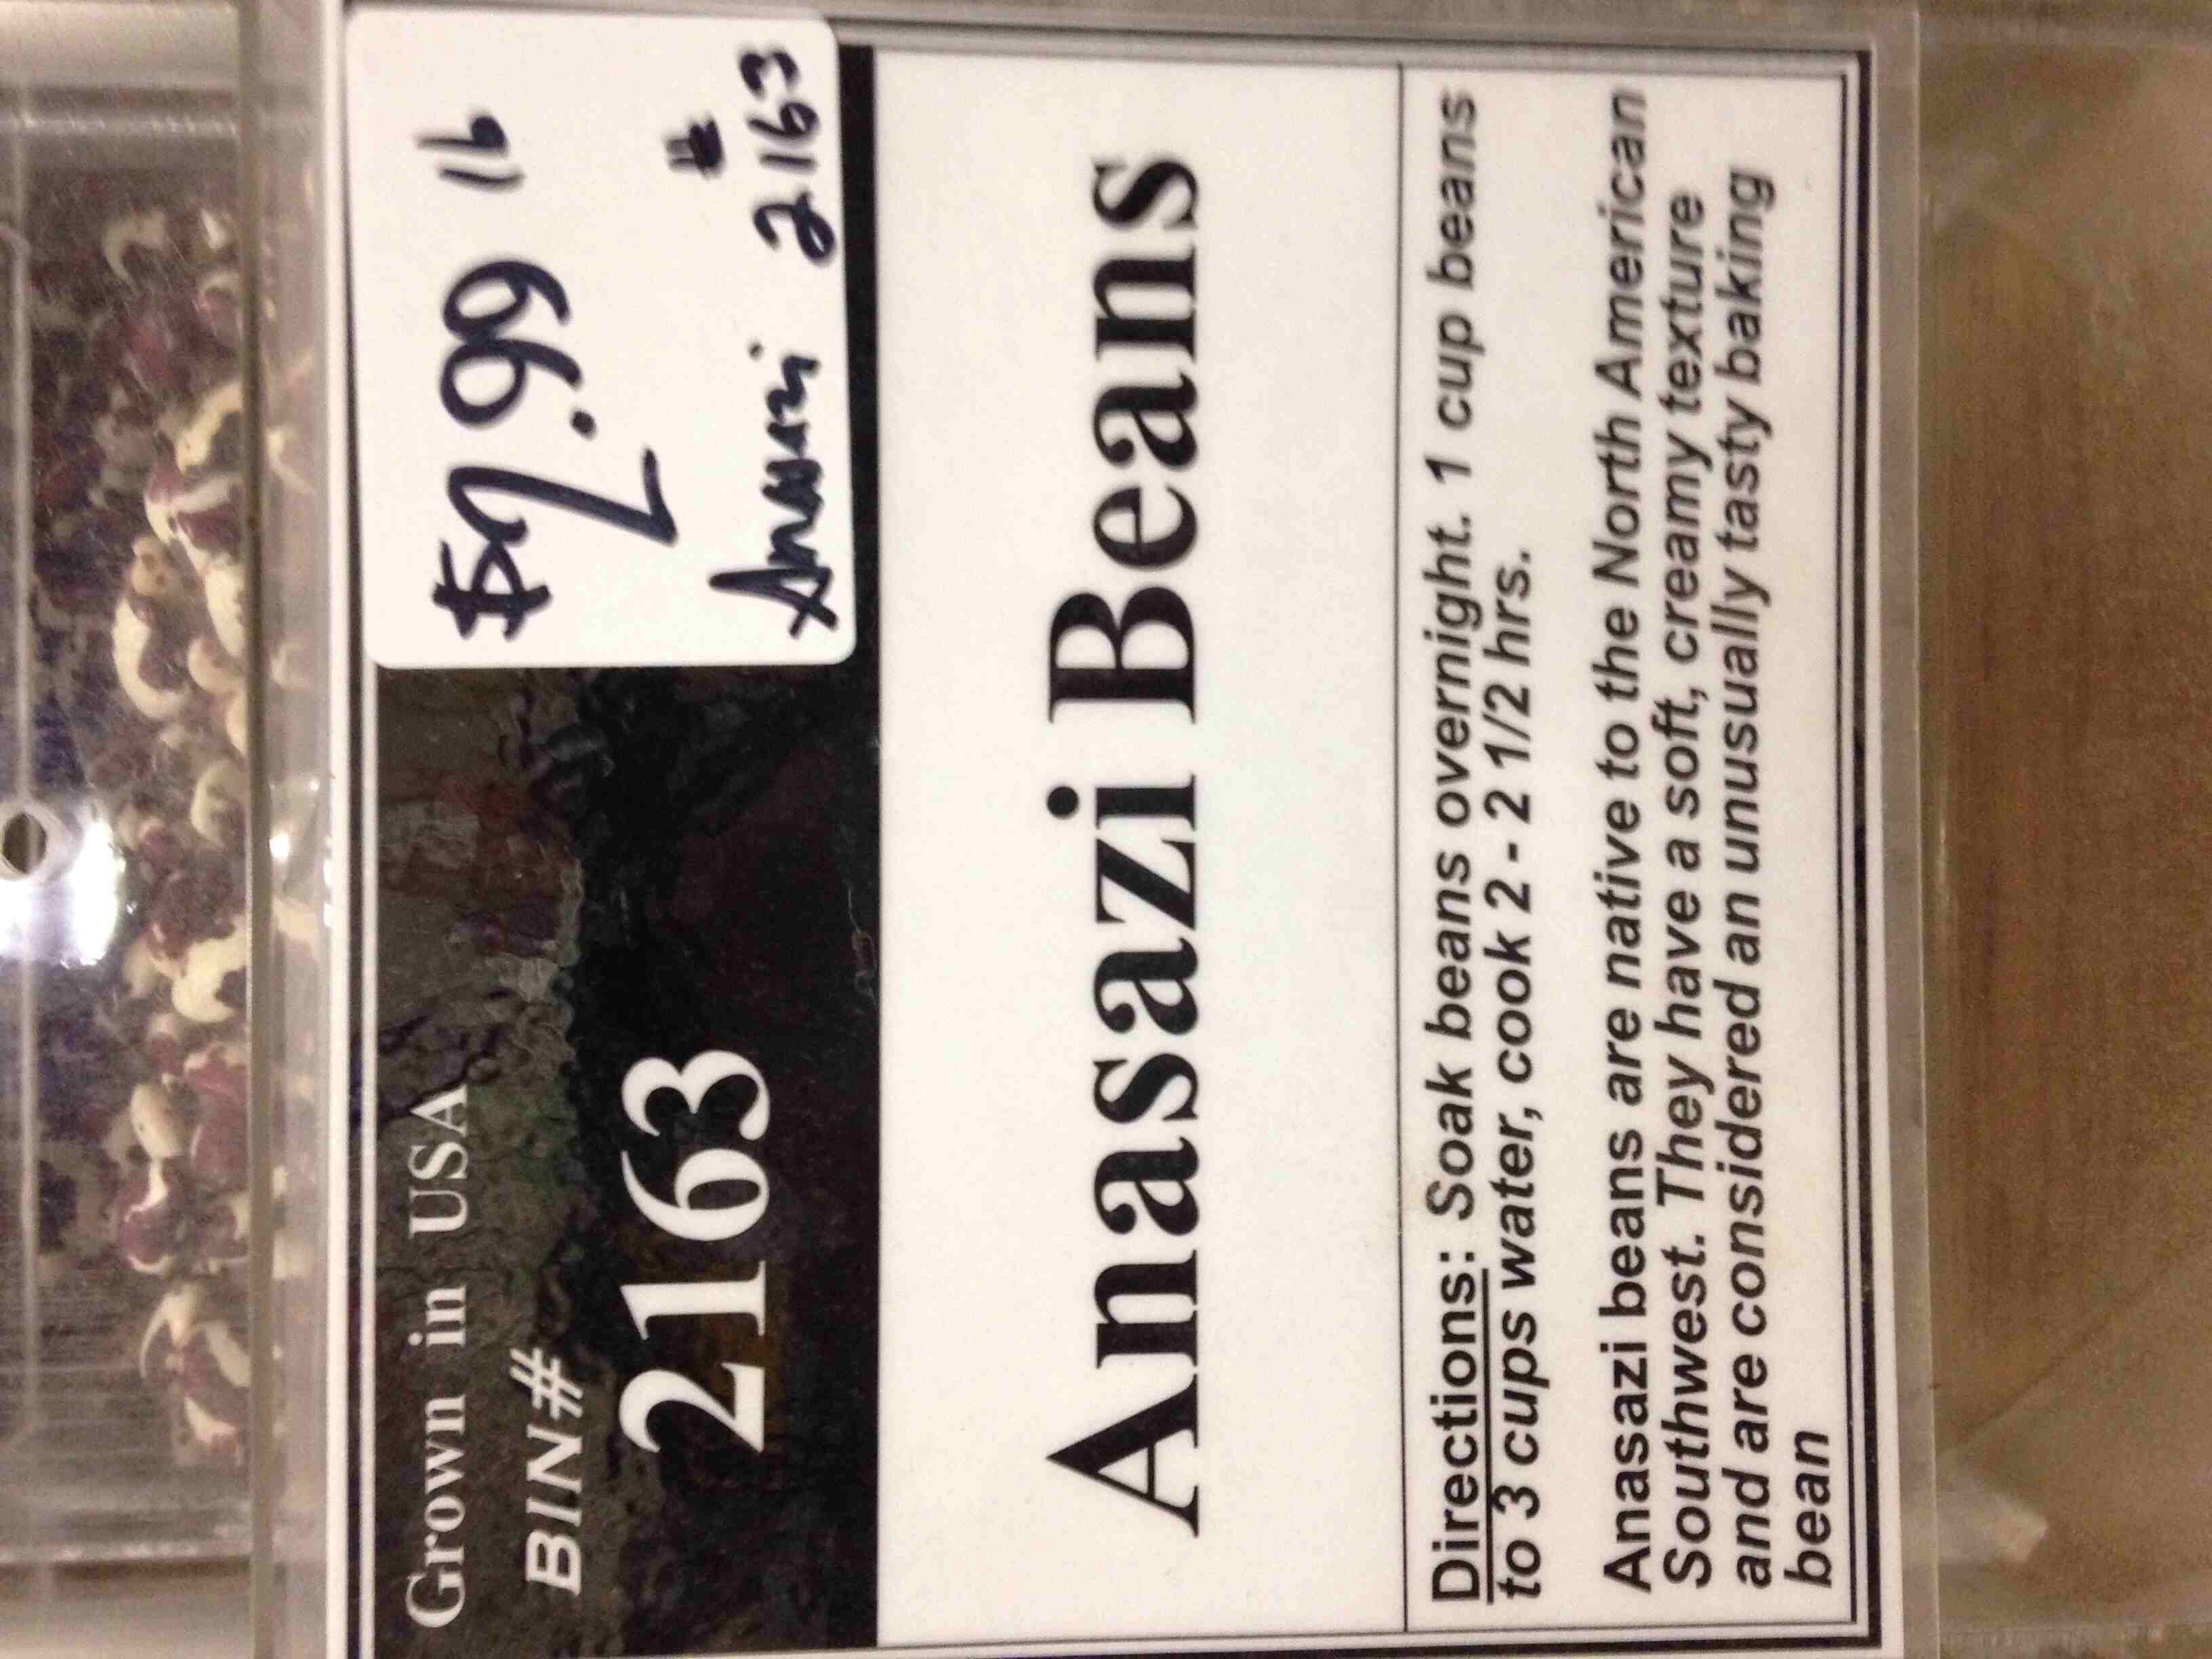 Grown in USA
BIN#
2163
$2.99 lb
#
Anasazi 2163
Anasazi Beans
Directions: Soak beans overnight. 1 cup beans
to 3 cups water, cook 2 - 2 1/2 hrs.
Anasazi beans are native to the North American
Southwest. They have a soft, creamy texture
and are considered an unusually tasty baking
bean